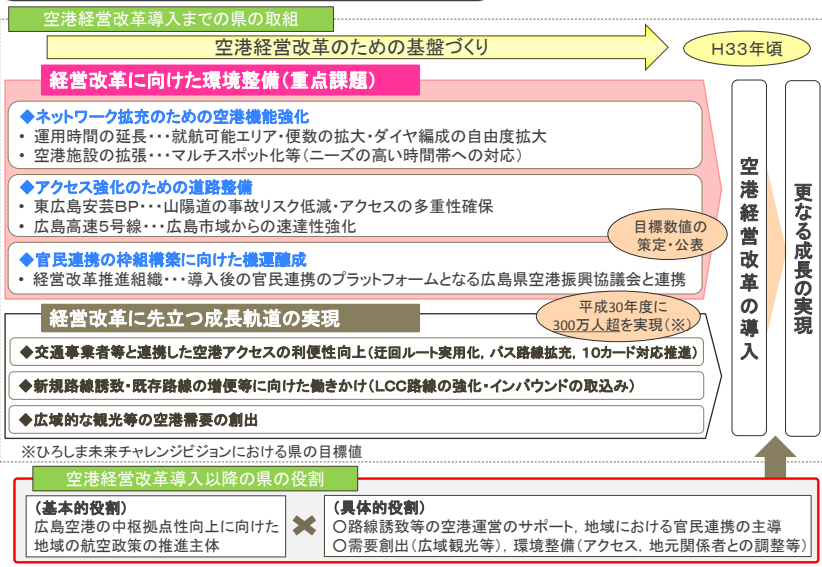 空港経営改革導入までの県の取組
空港経営改革のための基盤づくり
H33年頃
経営改革に向けた環境整備(重点課題)
◆ネットワーク拡充のための空港機能強化
• 運用時間の延長・・・就航可能エリア・便数の拡大・ダイヤ編成の自由度拡大
• 空港施設の拡張・・・マルチスポット化等(ニーズの高い時間帯への対応)
◆アクセス強化のための道路整備
• 東広島安芸BP・・・山陽道の事故リスク低減・アクセスの多重性確保
• 広島高速5号線・・・広島市域からの速達性強化
目標数値の
策定・公表
◆官民連携の枠組構築に向けた機運醸成
• 経営改革推進組織・・・導入後の官民連携のプラットフォームとなる広島県空港振興協議会と連携
経営改革に先立つ成長軌道の実現
平成30年度に
300万人超を実現(※)
◆交通事業者等と連携した空港アクセスの利便性向上(迂回ルート実用化，バス路線拡充，10カード対応推進)
◆新規路線誘致・既存路線の増便等に向けた働きかけ(LCC路線の強化・インバウンドの取込み)
◆広域的な観光等の空港需要の創出
※ひろしま未来チャレンジビジョンにおける県の目標値
空港経営改革の導入
更なる成長の実現
空港経営改革導入以降の県の役割
(基本的役割)
広島空港の中枢拠点性向上に向けた
地域の航空政策の推進主体
(具体的役割)
○路線誘致等の空港運営のサポート，地域における官民連携の主導
○需要創出(広域観光等)，環境整備(アクセス，地元関係者との調整等)